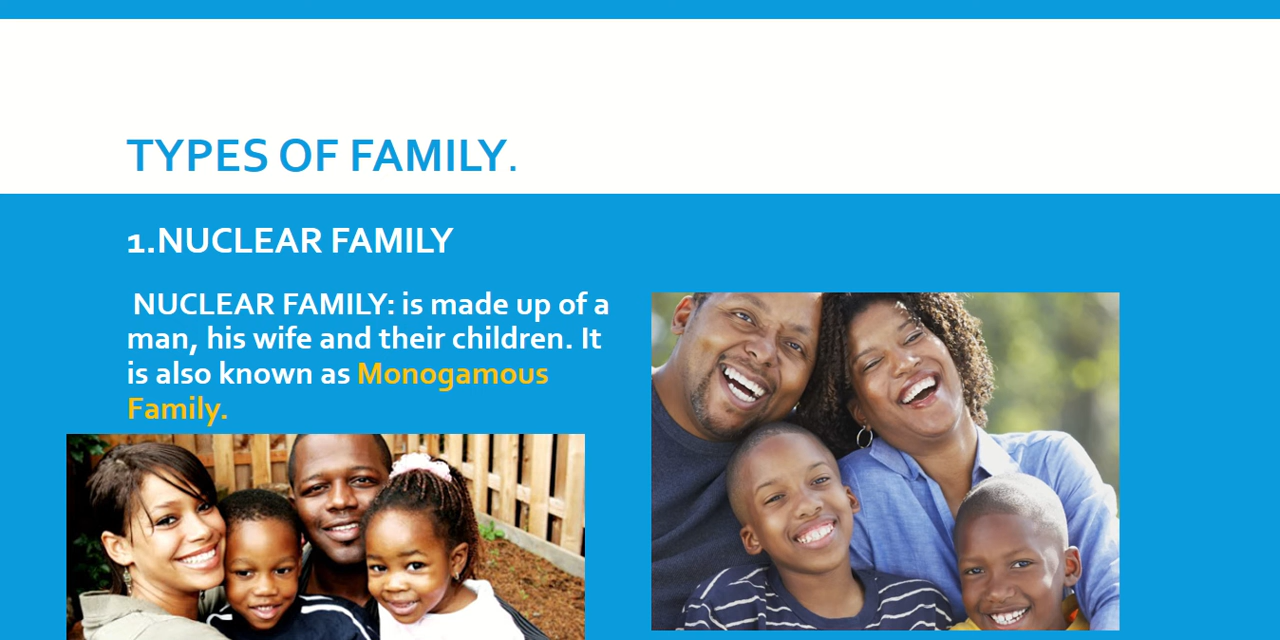 TYPES OF FAMILY.
1.NUCLEAR FAMILY
NUCLEAR FAMILY: is made up of a
man, his wife and their children. It
is also known as Monogamous
Family.